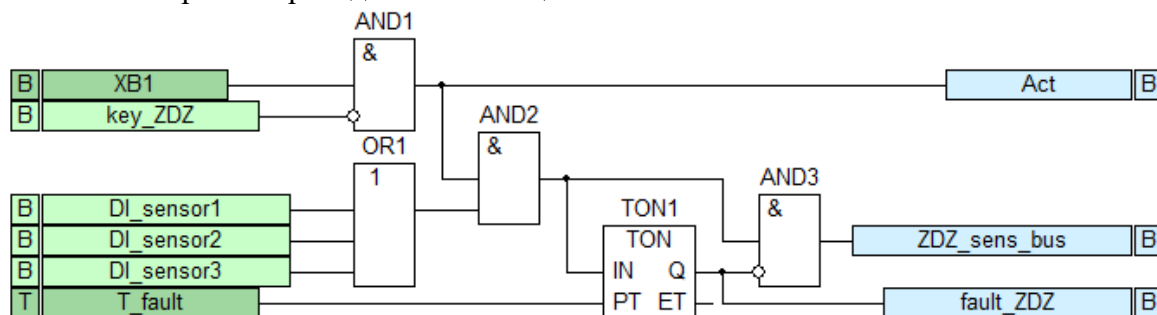 AND1
&
B XB1
Act B
B key_ZDZ
AND2
&
OR1
1
AND3
&
B DI_sensor1
TON1
B DI_sensor2
TON
ZDZ_sens_bus B
B DI_sensor3
IN Q
T T_fault
PT ET
fault_ZDZ B